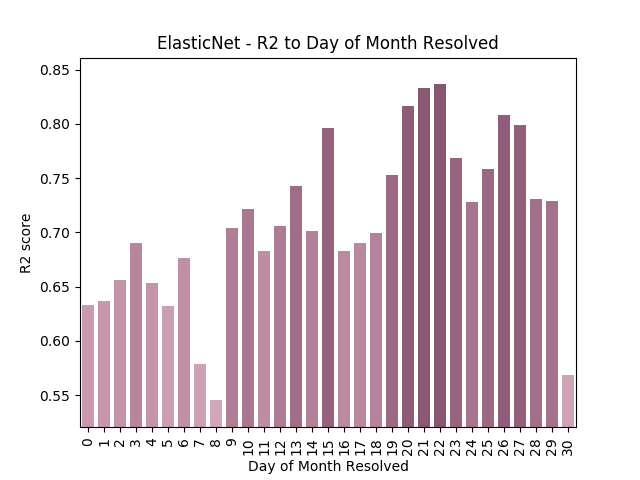 ElasticNet - R2 to Day of Month Resolved
0.85
0.80
0.75
0.70
0.65
0.60
0.55
R2 score
0 1 2 3 4 5 6 7 8 9 10 11 12 13 14 15 16 17 18 19 20 21 22 23 24 25 26 27 28 29 30
Day of Month Resolved